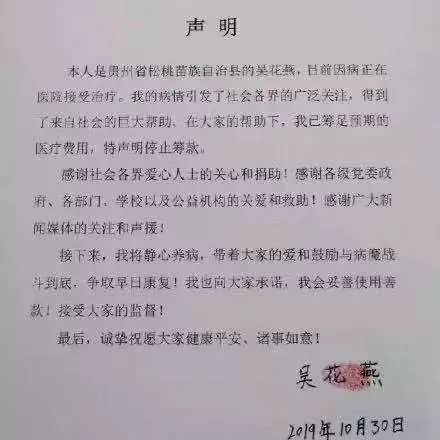 声 明
本人是贵州省松桃苗族自治县的吴花燕，目前因病正在
医院接受治疗。我的病情引发了社会各界的广泛关注，得到
了来自社会的巨大帮助。在大家的帮助下，我已筹足预期的
医疗费用，特声明停止筹款。
感谢社会各界爱心人士的关心和捐助！感谢各级党委政
府、各部门、学校以及公益机构的关爱和救助！感谢广大新
闻媒体的关注和声援！
接下来，我将静心养病，带着大家的爱和鼓励与病魔战
斗到底，争取早日康复！我也向大家承诺，我会妥善使用善
款！接受大家的监督！
最后，诚挚祝愿大家健康平安、诸事如意！
吴花燕
2019年10月30日